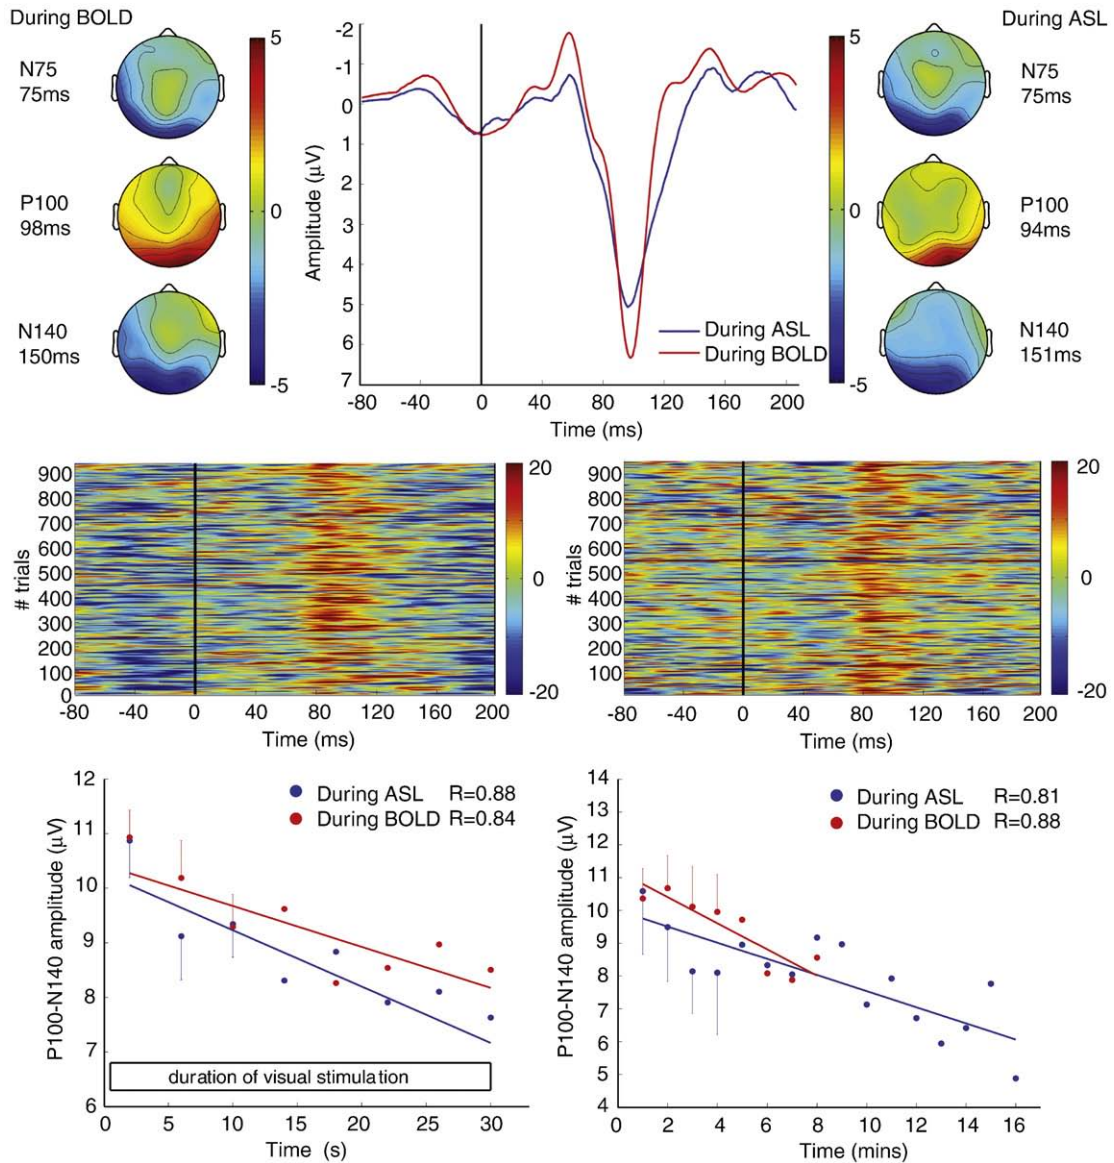 During BOLD
N75
75ms
P100
98ms
N140
150ms
5
0
-5
-2
-1
0
1
2
3
4
5
6
7
Amplitude (μV)
-80 -40 0 40 80 120 160 200
Time (ms)
During ASL
During BOLD
5
0
-5
During ASL
N75
75ms
P100
94ms
N140
151ms
900
800
700
600
500
400
300
200
100
0
# trials
-80 -40 0 40 80 120 160 200
Time (ms)
20
0
-20
900
800
700
600
500
400
300
200
100
# trials
-80 -40 0 40 80 120 160 200
Time (ms)
20
0
-20
12
11
10
9
8
7
6
P100-N140 amplitude (μV)
During ASL R=0.88
During BOLD R=0.84
duration of visual stimulation
0 5 10 15 20 25 30
Time (s)
14
13
12
11
10
9
8
7
6
5
4
P100-N140 amplitude (μV)
During ASL R=0.81
During BOLD R=0.88
0 2 4 6 8 10 12 14 16
Time (mins)